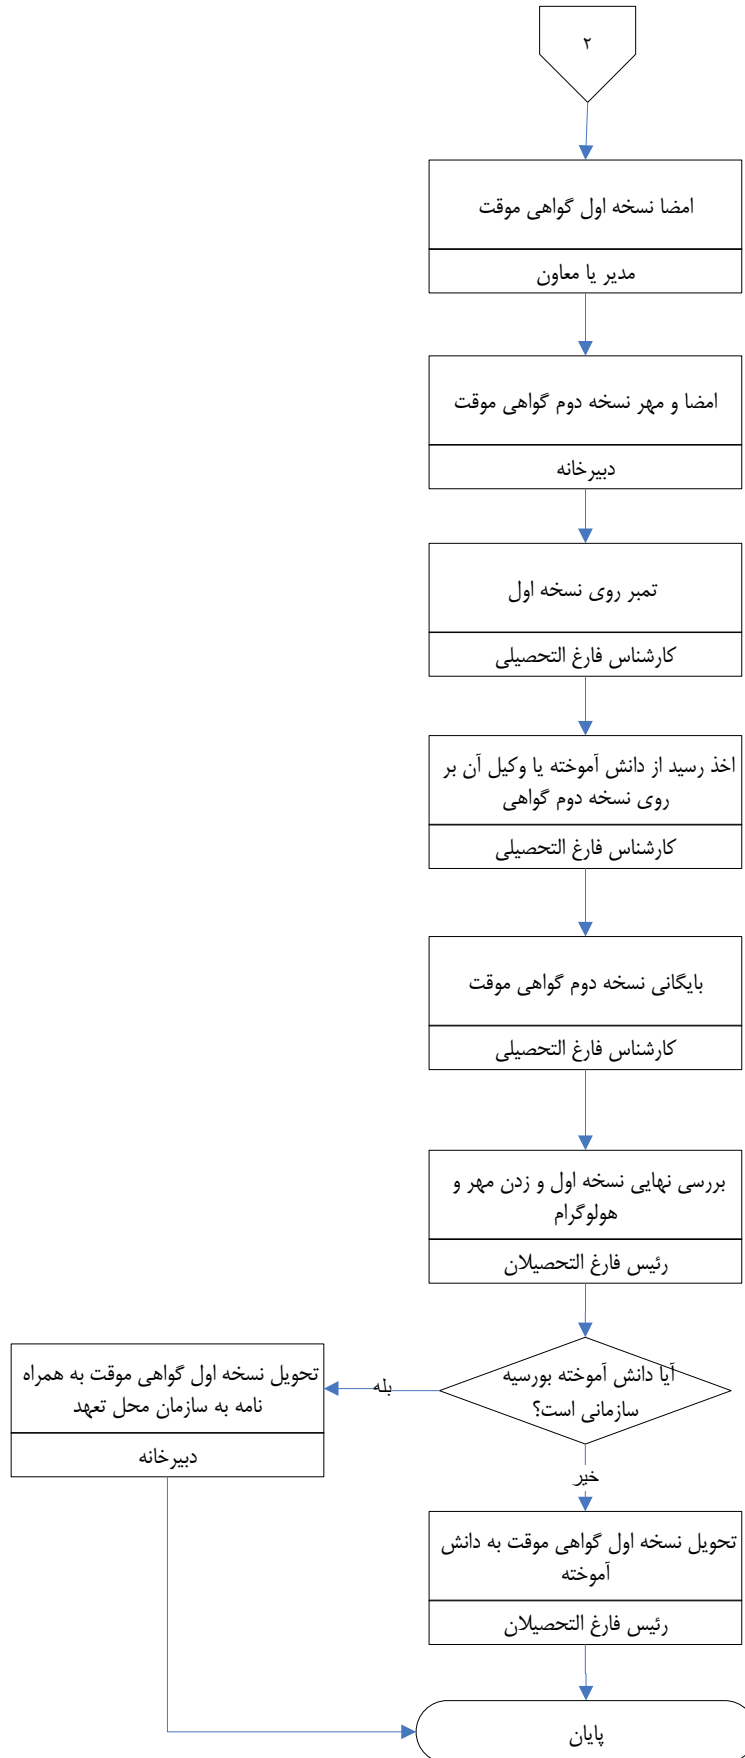 ۲
امضا نسخه اول گواهی موقت
مدیر یا معاون
امضا و مهر نسخه دوم گواهی موقت
دبیرخانه
تمبر روی نسخه اول
کارشناس فارغ التحصیلی
اخذ رسید از دانش آموخته یا وکیل آن بر
روی نسخه دوم گواهی
کارشناس فارغ التحصیلی
بایگانی نسخه دوم گواهی موقت
کارشناس فارغ التحصیلی
بررسی نهایی نسخه اول و زدن مهر و
هولوگرام
رئیس فارغ التحصیلان
آیا دانش آموخته بورسیه
سازمانی است؟
بله
تحویل نسخه اول گواهی موقت به همراه
نامه به سازمان محل تعهد
دبیرخانه
خیر
تحویل نسخه اول گواهی موقت به دانش
آموخته
رئیس فارغ التحصیلان
پایان